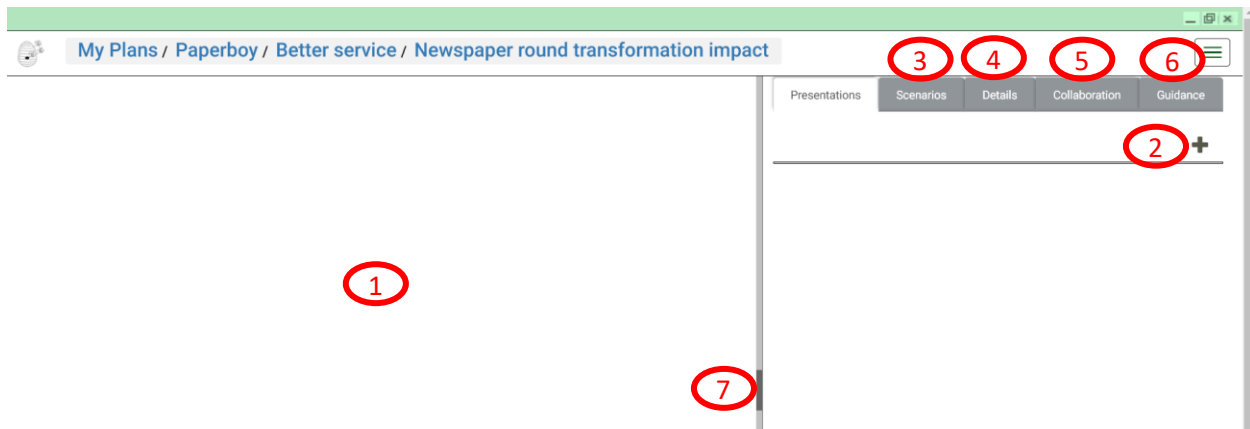 My Plans / Paperboy / Better service / Newspaper round transformation impact
3 4 5 6
Presentations Scenarios Details Collaboration Guidance
2
1
7